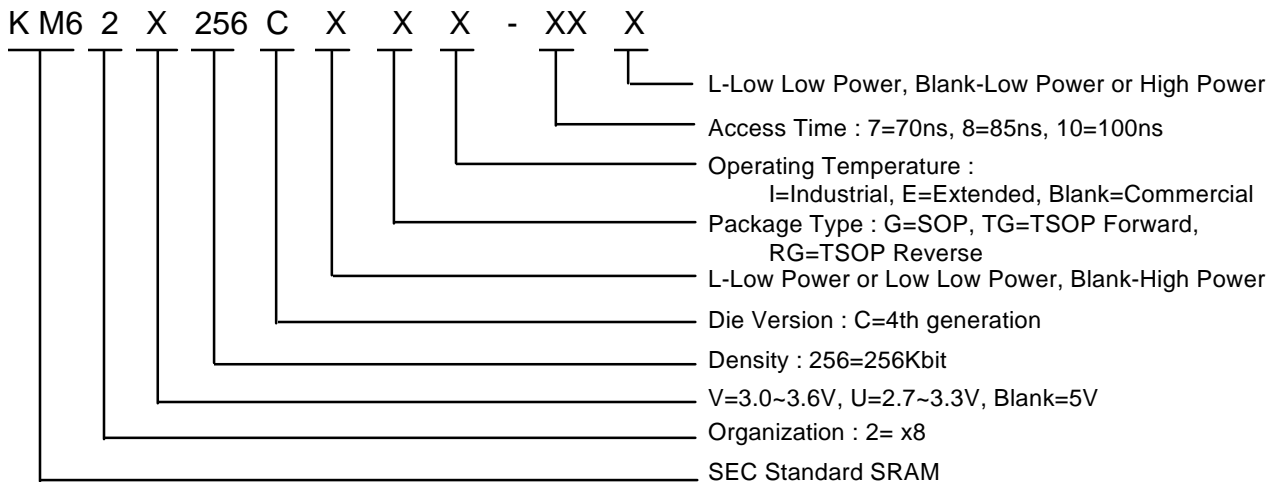 K M6 2 X 256 C X X X - XX X
L-Low Low Power, Blank-Low Power or High Power
Access Time : 7=70ns, 8=85ns, 10=100ns
Operating Temperature :
I=Industrial, E=Extended, Blank=Commercial
Package Type : G=SOP, TG=TSOP Forward,
RG=TSOP Reverse
L-Low Power or Low Low Power, Blank-High Power
Die Version : C=4th generation
Density : 256=256Kbit
V=3.0~3.6V, U=2.7~3.3V, Blank=5V
Organization : 2= x8
SEC Standard SRAM